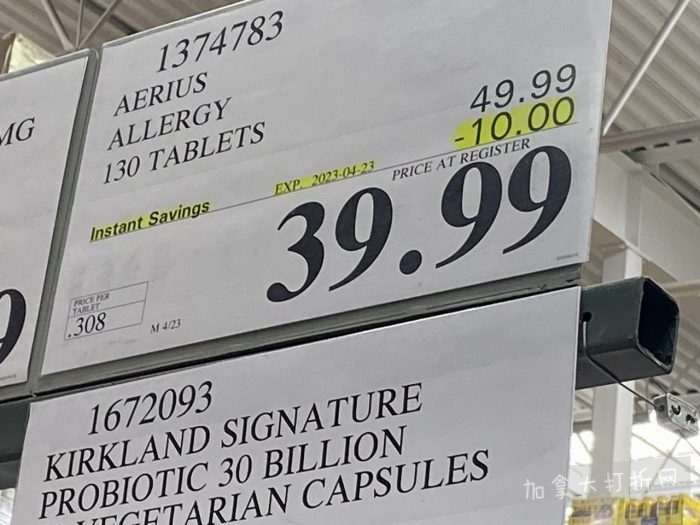 MG
9
1374783
AERIUS
ALLERGY
130 TABLETS
49.99
-10.00
EXP. 2023-04-23
PRICE AT REGISTER
Instant Savings
39.99
PRICE PER
TABLET
.308
M 4/23
1672093
KIRKLAND SIGNATURE
PROBIOTIC 30 BILLION
VEGETARIAN CAPSULES
加拿大打折网